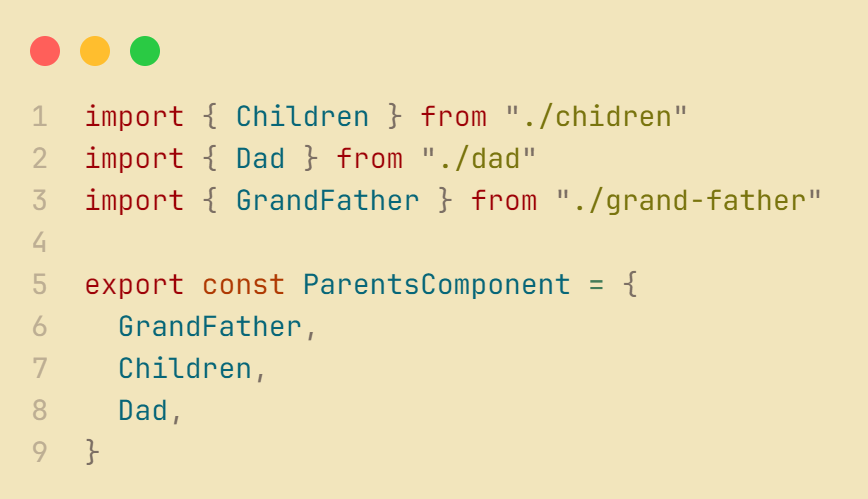 1 import { Children } from "./chidren"
2 import { Dad } from "./dad"
3 import { GrandFather } from "./grand-father"
4
5 export const ParentsComponent = {
6   GrandFather,
7   Children,
8   Dad,
9 }